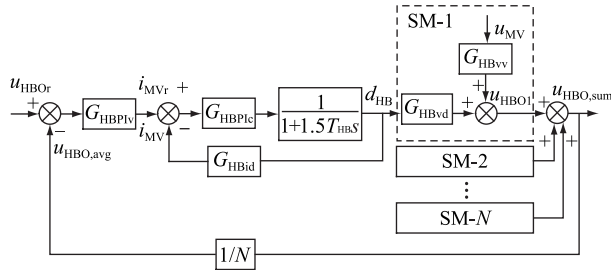 SM-1
u_MV
G_HBvv
u_HBOr
i_MVr
d_HB
u_HBO1
u_HBO,sum
+
+
+
+
+
G_HBPIv
G_HBPIc
1
1+1.5T_HBS
G_HBvd
−
i_MV
−
u_HBO,avg
G_HBid
+
+
SM-2
⋮
SM-N
1/N